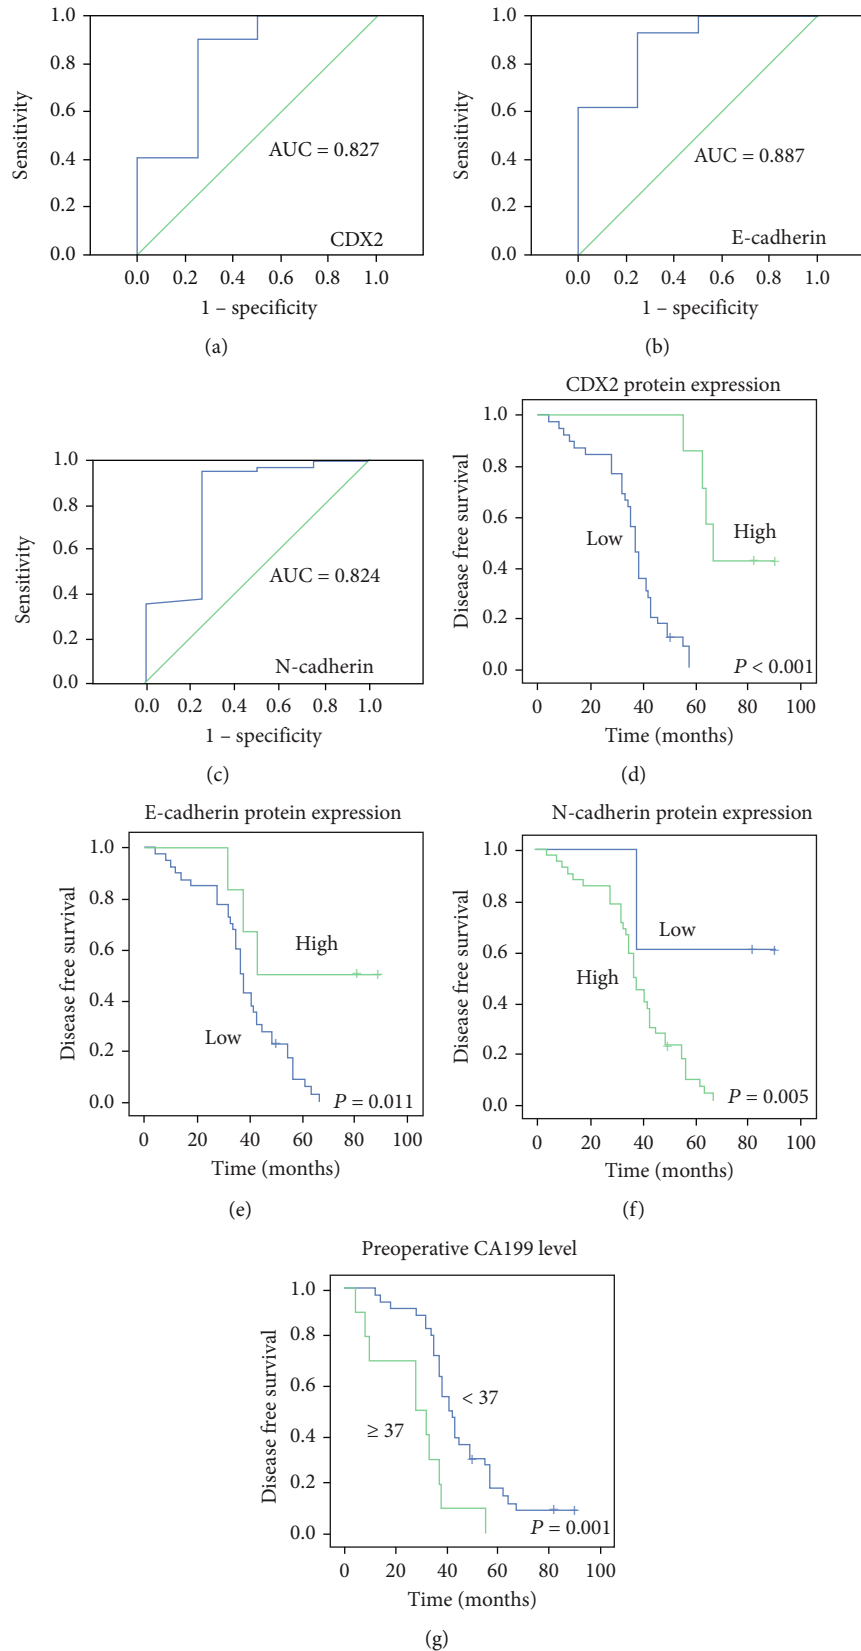 1.0
0.8
0.6
0.4
0.2
0.0
Sensitivity
AUC = 0.827
CDX2
0.0 0.2 0.4 0.6 0.8 1.0
1 – specificity
(a)
1.0
0.8
0.6
0.4
0.2
0.0
Sensitivity
AUC = 0.887
E-cadherin
0.0 0.2 0.4 0.6 0.8 1.0
1 – specificity
(b)
1.0
0.8
0.6
0.4
0.2
0.0
Sensitivity
AUC = 0.824
N-cadherin
0.0 0.2 0.4 0.6 0.8 1.0
1 – specificity
(c)
CDX2 protein expression
1.0
0.8
0.6
0.4
0.2
0.0
Disease free survival
Low
High
P < 0.001
0 20 40 60 80 100
Time (months)
(d)
E-cadherin protein expression
1.0
0.8
0.6
0.4
0.2
0.0
Disease free survival
High
Low
P = 0.011
0 20 40 60 80 100
Time (months)
(e)
N-cadherin protein expression
1.0
0.8
0.6
0.4
0.2
0.0
Disease free survival
Low
High
P = 0.005
0 20 40 60 80 100
Time (months)
(f)
Preoperative CA199 level
1.0
0.8
0.6
0.4
0.2
0.0
Disease free survival
< 37
≥ 37
P = 0.001
0 20 40 60 80 100
Time (months)
(g)